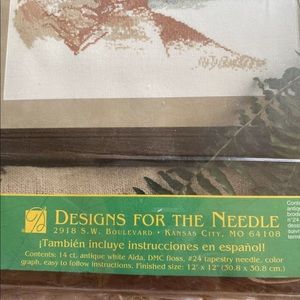 DESIGNS FOR THE NEEDLE
2918 S.W. BOULEVARD • KANSAS CITY, MO 64108
¡También incluye instrucciones en español!
Contents: 14 ct. antique white Aida, DMC floss, #24 tapestry needle, color
graph, easy to follow instructions. Finished size: 12" x 12" (30.8 x 30.8 cm.)